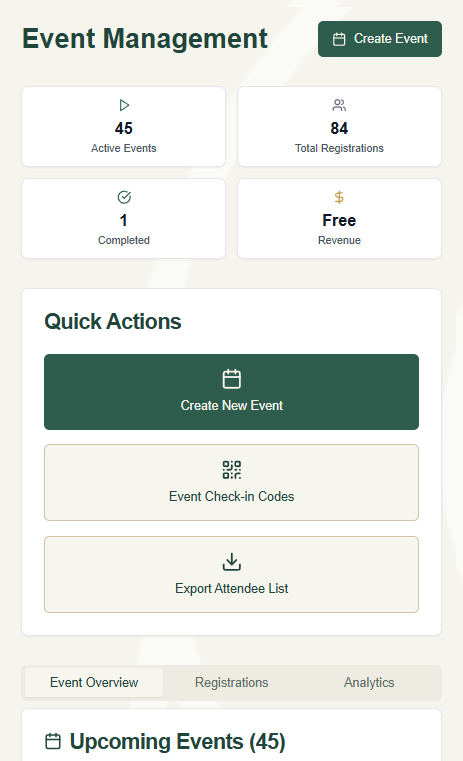 Event Management
Create Event
45
Active Events
84
Total Registrations
1
Completed
Free
Revenue
Quick Actions
Create New Event
Event Check-in Codes
Export Attendee List
Event Overview
Registrations
Analytics
Upcoming Events (45)